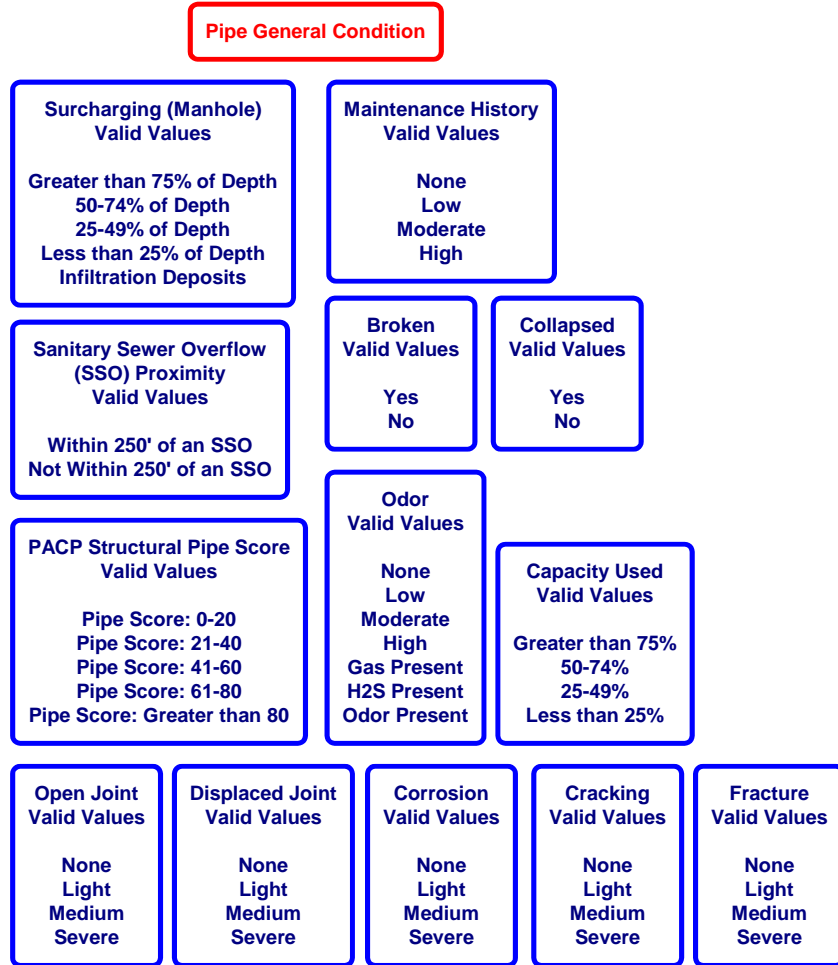 Pipe General Condition
Surcharging (Manhole)
Valid Values
Greater than 75% of Depth
50-74% of Depth
25-49% of Depth
Less than 25% of Depth
Infiltration Deposits
Maintenance History
Valid Values
None
Low
Moderate
High
Sanitary Sewer Overflow
(SSO) Proximity
Valid Values
Within 250' of an SSO
Not Within 250' of an SSO
Broken
Valid Values
Yes
No
Collapsed
Valid Values
Yes
No
PACP Structural Pipe Score
Valid Values
Pipe Score: 0-20
Pipe Score: 21-40
Pipe Score: 41-60
Pipe Score: 61-80
Pipe Score: Greater than 80
Odor
Valid Values
None
Low
Moderate
High
Gas Present
H2S Present
Odor Present
Capacity Used
Valid Values
Greater than 75%
50-74%
25-49%
Less than 25%
Open Joint
Valid Values
None
Light
Medium
Severe
Displaced Joint
Valid Values
None
Light
Medium
Severe
Corrosion
Valid Values
None
Light
Medium
Severe
Cracking
Valid Values
None
Light
Medium
Severe
Fracture
Valid Values
None
Light
Medium
Severe